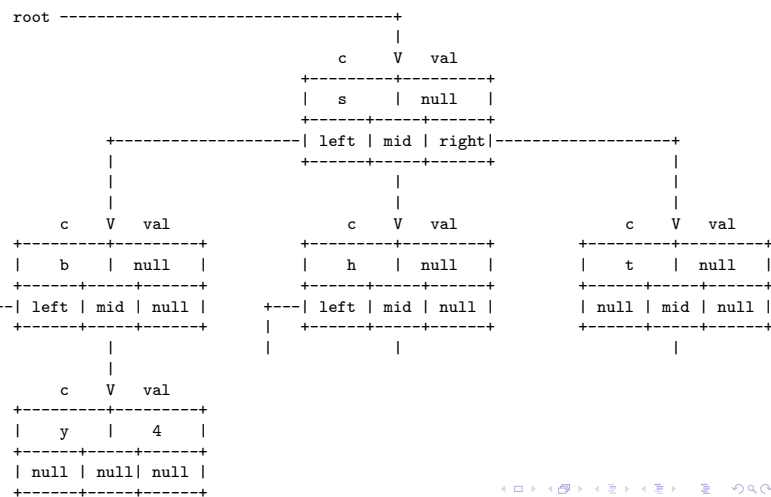 root -----------------------------------+
|
c V val
+---------+---------+
| s | null |
+------+-----+------+
+--------------------| left | mid | right|-------------------+
| +------+-----+------+ |
| | |
| | |
c V val c V val c V val
+---------+---------+ +---------+---------+ +---------+---------+
| b | null | | h | null | | t | null |
+------+-----+------+ +------+-----+------+ +------+-----+------+
--| left | mid | null | +---| left | mid | null | | null | mid | null |
+------+-----+------+ | +------+-----+------+ +------+-----+------+
| | | |
|
c V val
+---------+---------+
| y | 4 |
+------+-----+------+
| null | null| null |
+------+-----+------+